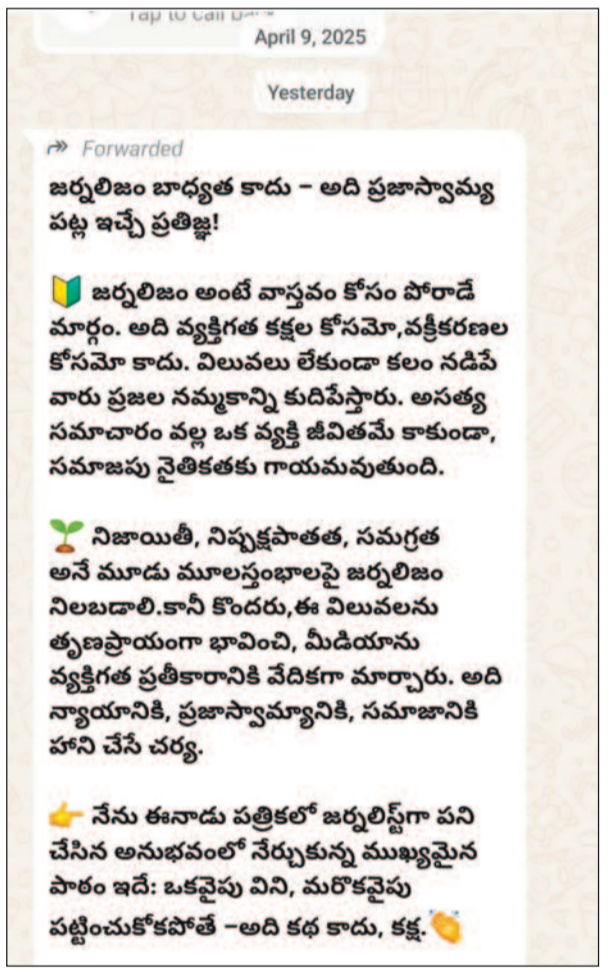 Tap to call back
April 9, 2025
Yesterday
Forwarded
జర్నలిజం బాధ్యత కాదు – అది ప్రజాస్వామ్య
పట్ల ఇచ్చే ప్రతిజ్ఞ!
🔰 జర్నలిజం అంటే వాస్తవం కోసం పోరాడే
మార్గం. అది వ్యక్తిగత కక్షల కోసమో,వక్రీకరణల
కోసమో కాదు. విలువలు లేకుండా కలం నడిపే
వారు ప్రజల నమ్మకాన్ని కుదిపేస్తారు. అసత్య
సమాచారం వల్ల ఒక వ్యక్తి జీవితమే కాకుండా,
సమాజపు నైతికతకు గాయమవుతుంది.
🌱 నిజాయితీ, నిష్పక్షపాతత, సమగ్రత
అనే మూడు మూలస్తంభాలపై జర్నలిజం
నిలబడాలి.కానీ కొందరు,ఈ విలువలను
తృణప్రాయంగా భావించి, మీడియాను
వ్యక్తిగత ప్రతీకారానికి వేదికగా మార్చారు. అది
న్యాయానికి, ప్రజాస్వామ్యానికి, సమాజానికి
హాని చేసే చర్య.
👉 నేను ఈనాడు పత్రికలో జర్నలిస్ట్‌గా పని
చేసిన అనుభవంలో నేర్చుకున్న ముఖ్యమైన
పాఠం ఇదే: ఒకవైపు విని, మరొకవైపు
పట్టించుకోకపోతే –అది కథ కాదు, కక్ష.👏